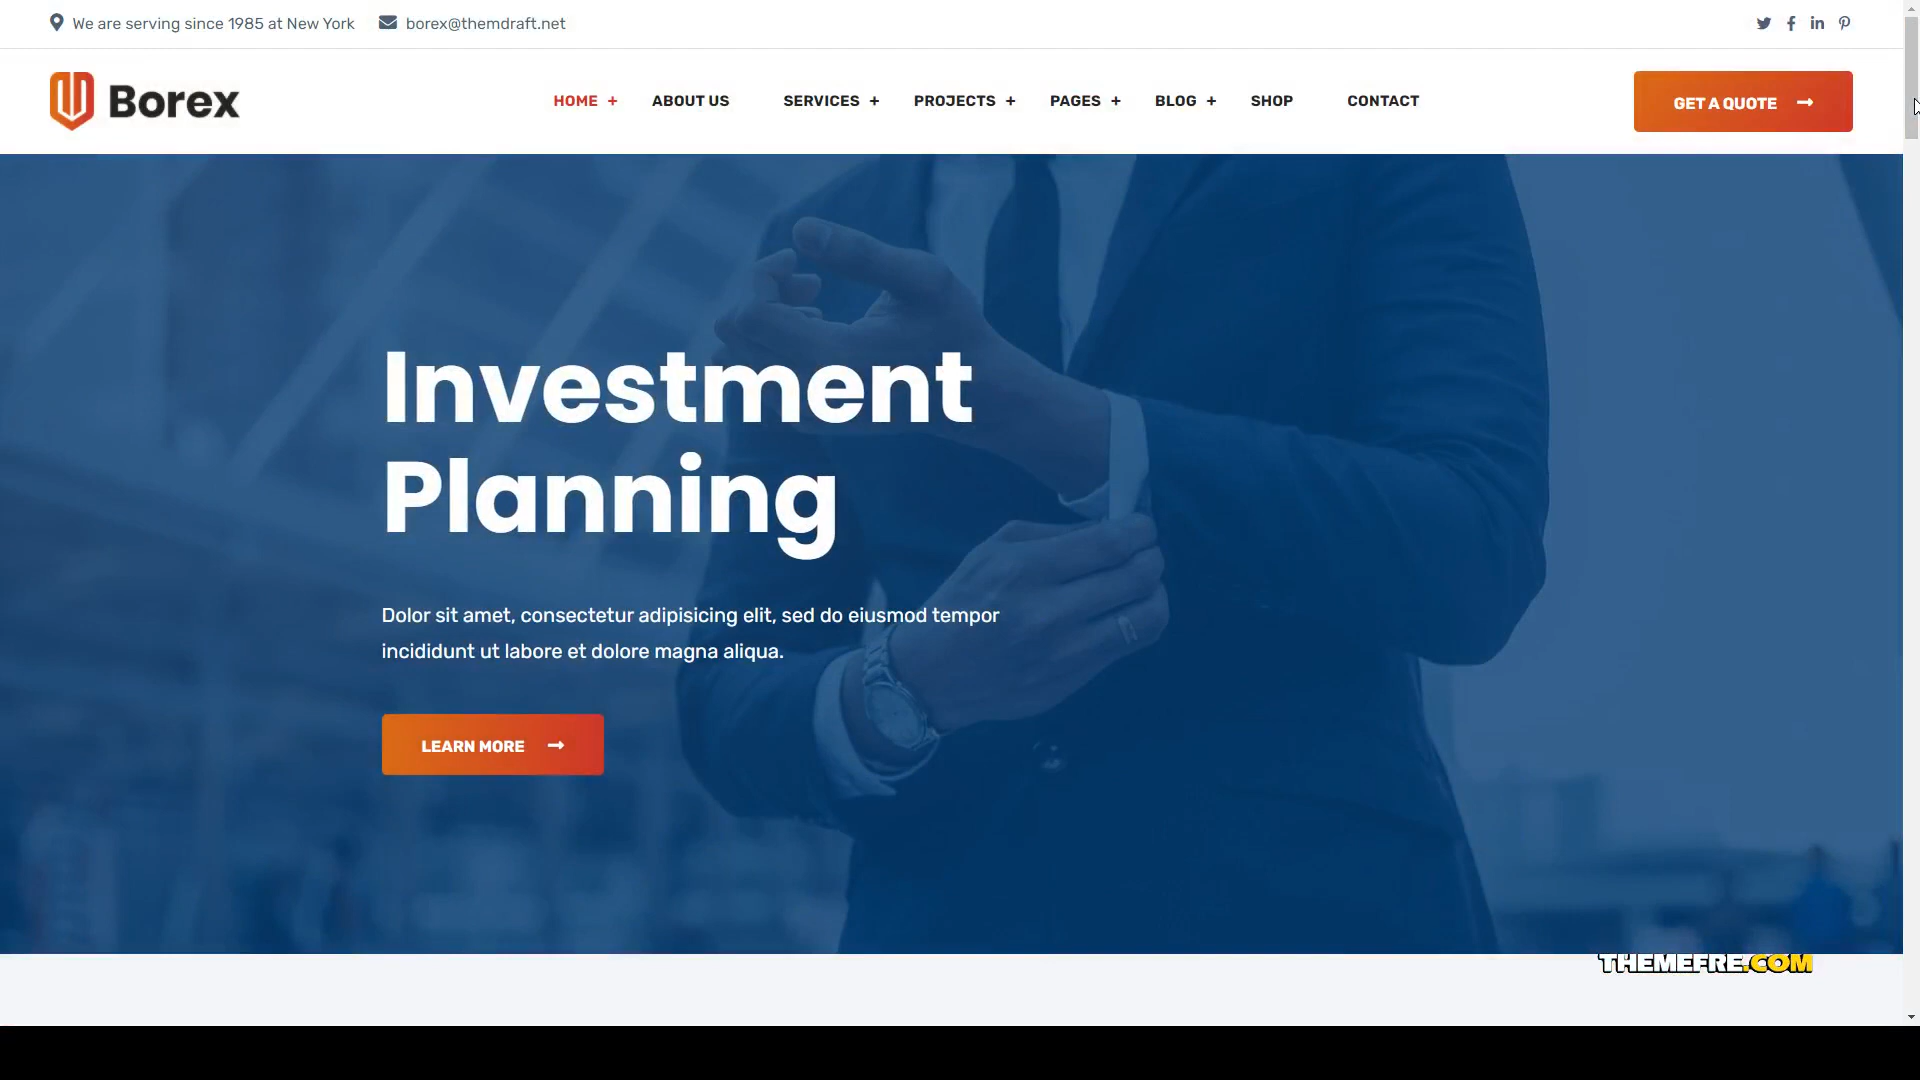 We are serving since 1985 at New York borex@themdraft.net
Borex
HOME + ABOUT US SERVICES + PROJECTS + PAGES + BLOG + SHOP CONTACT
GET A QUOTE
Investment
Planning
Dolor sit amet, consectetur adipisicing elit, sed do eiusmod tempor
incididunt ut labore et dolore magna aliqua.
LEARN MORE
THEMEFRE.COM